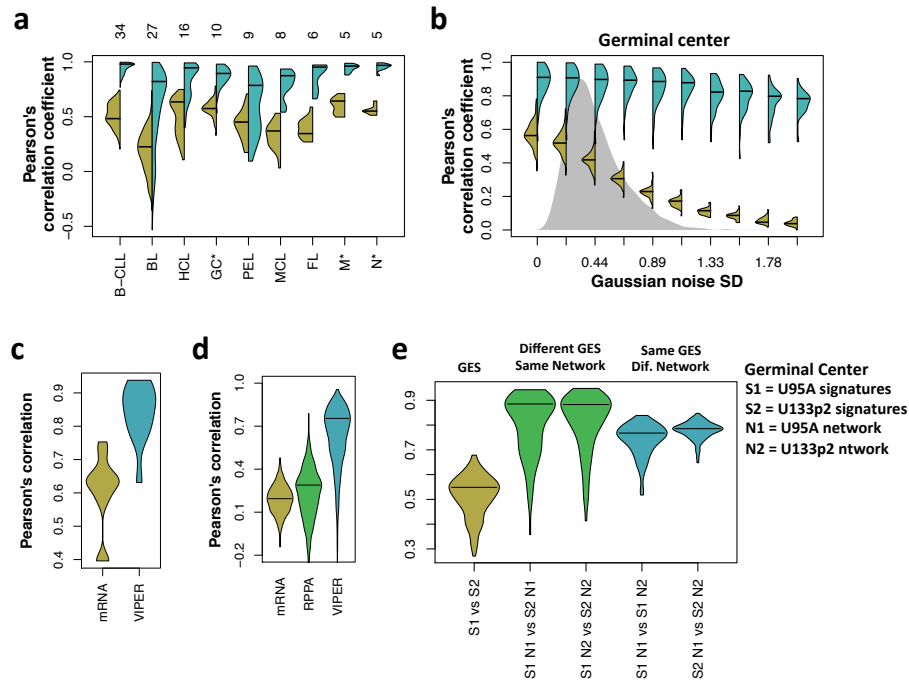 a
34 27 16 10 9 8 6 5 5
Pearson's
correlation coefficient
1.0
0.5
0.0
−0.5
B−CLL BL HCL GC* PEL MCL FL M* N*
b
Germinal center
Pearson's
correlation coefficient
1.0
0.8
0.6
0.4
0.2
0.0
0 0.44 0.89 1.33 1.78
Gaussian noise SD
c
Pearson's correlation
0.9
0.8
0.7
0.6
0.5
0.4
mRNA VIPER
d
Pearson's correlation
1.0
0.7
0.4
0.1
−0.2
mRNA RPPA VIPER
e
GES
Different GES
Same Network
Same GES
Dif. Network
Pearson's correlation
0.9
0.7
0.5
0.3
S1 vs S2
S1 N1 vs S2 N1
S1 N2 vs S2 N2
S1 N1 vs S1 N2
S2 N1 vs S2 N2
Germinal Center
S1 = U95A signatures
S2 = U133p2 signatures
N1 = U95A network
N2 = U133p2 ntwork